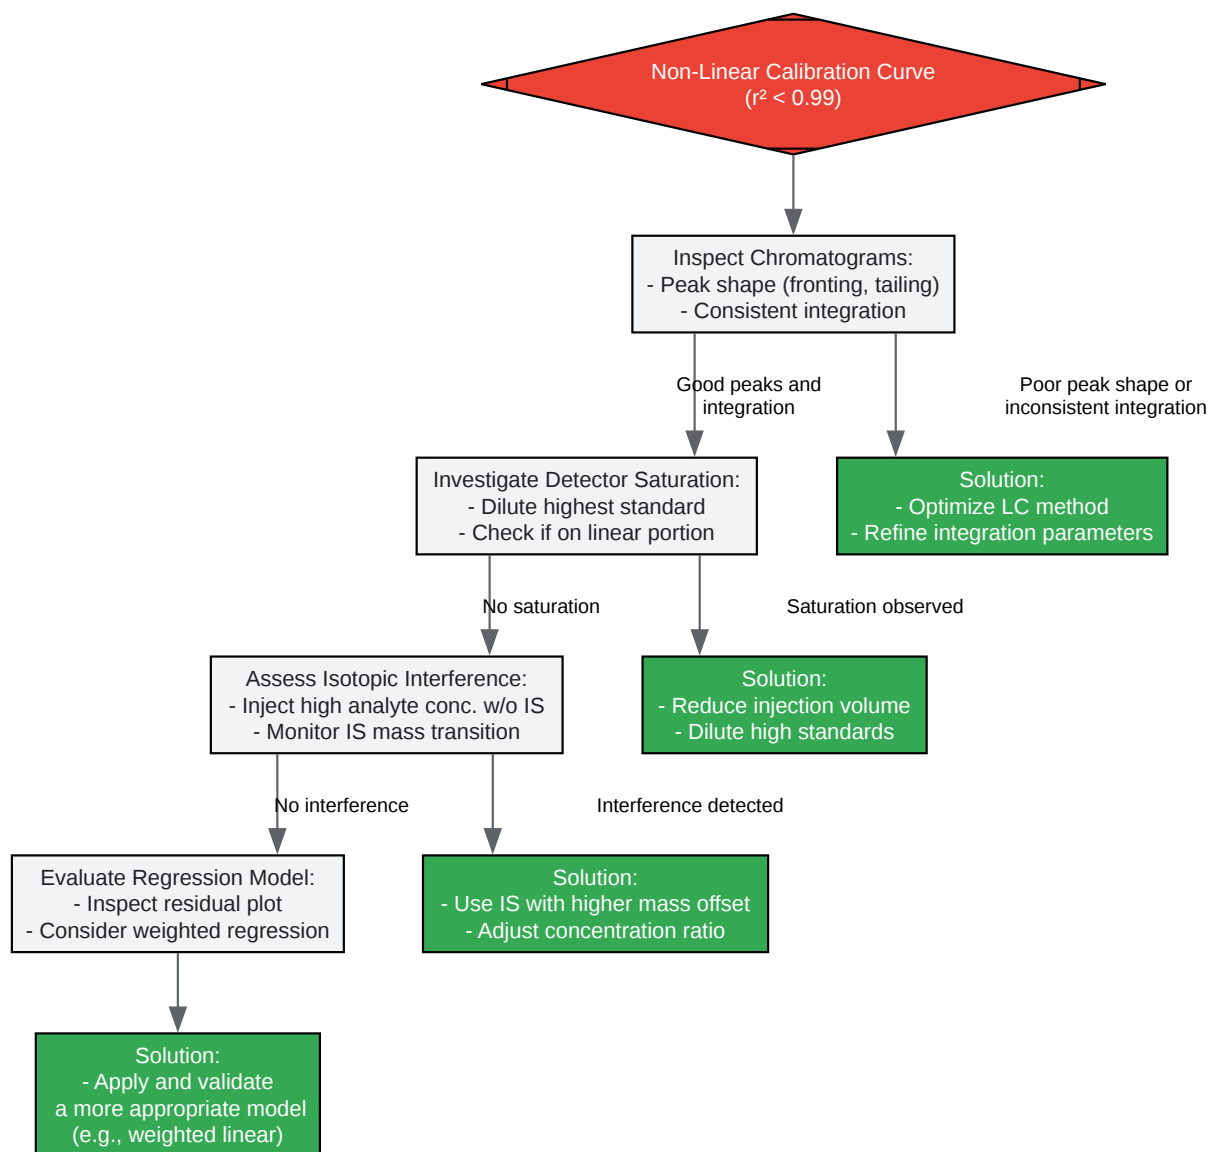 Non-Linear Calibration Curve
(r² < 0.99)
Inspect Chromatograms:
- Peak shape (fronting, tailing)
- Consistent integration
Good peaks and
integration
Poor peak shape or
inconsistent integration
Investigate Detector Saturation:
- Dilute highest standard
- Check if on linear portion
Solution:
- Optimize LC method
- Refine integration parameters
No saturation
Saturation observed
Assess Isotopic Interference:
- Inject high analyte conc. w/o IS
- Monitor IS mass transition
Solution:
- Reduce injection volume
- Dilute high standards
No interference
Interference detected
Evaluate Regression Model:
- Inspect residual plot
- Consider weighted regression
Solution:
- Use IS with higher mass offset
- Adjust concentration ratio
Solution:
- Apply and validate
a more appropriate model
(e.g., weighted linear)